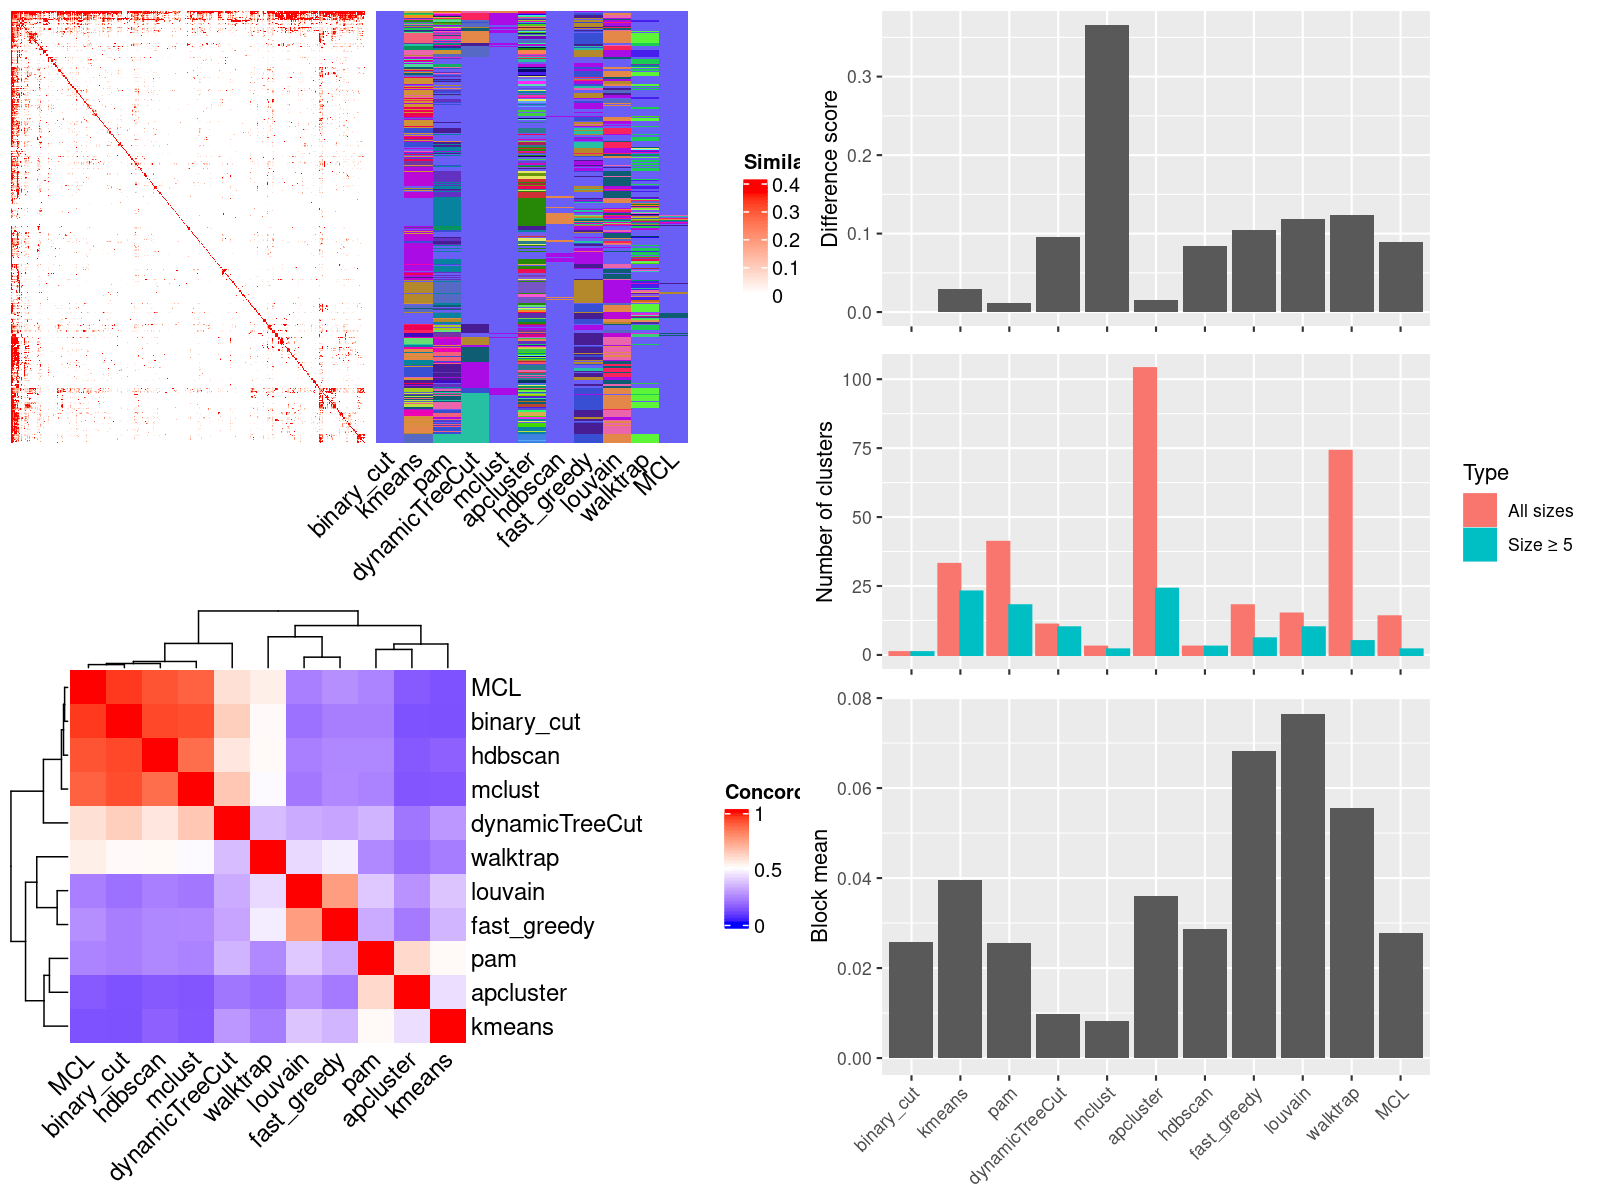 Simila
0.4
0.3
0.2
0.1
0
binary_cut
kmeans
pam
dynamicTreeCut
mclust
apcluster
hdbscan
fast_greedy
louvain
walktrap
MCL
MCL
binary_cut
hdbscan
mclust
dynamicTreeCut
walktrap
louvain
fast_greedy
pam
apcluster
kmeans
MCL
binary_cut
hdbscan
mclust
dynamicTreeCut
walktrap
louvain
fast_greedy
pam
apcluster
kmeans
Concord
1
0.5
0
Difference score
0.3
0.2
0.1
0.0
Number of clusters
100
75
50
25
0
Type
All sizes
Size ≥ 5
Block mean
0.08
0.06
0.04
0.02
0.00
binary_cut
kmeans
pam
dynamicTreeCut
mclust
apcluster
hdbscan
fast_greedy
louvain
walktrap
MCL